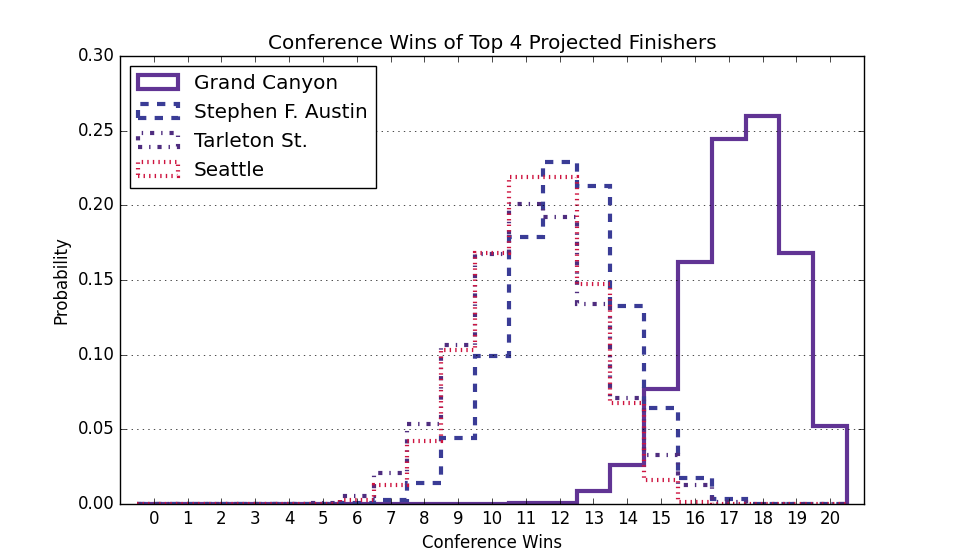 Conference Wins of Top 4 Projected Finishers
0.30
0.25
0.20
0.15
0.10
0.05
0.00
Probability
Grand Canyon
Stephen F. Austin
Tarleton St.
Seattle
0 1 2 3 4 5 6 7 8 9 10 11 12 13 14 15 16 17 18 19 20
Conference Wins